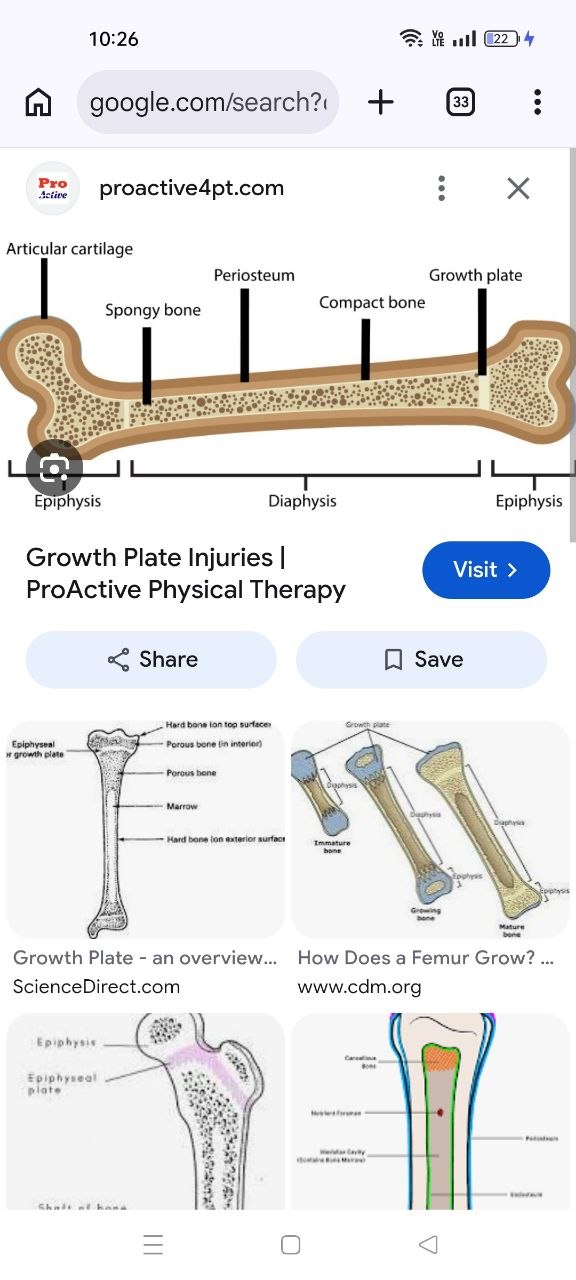 10:26
Vo
LTE
22
google.com/search?
33
Pro
Active
proactive4pt.com
Articular cartilage
Periosteum
Growth plate
Spongy bone
Compact bone
Epiphysis
Diaphysis
Epiphysis
Growth Plate Injuries |
ProActive Physical Therapy
Visit
Share
Save
Hard bone (on top surface)
Epiphyseal
or growth plate
Porous bone (in interior)
Porous bone
Marrow
Hard bone (on exterior surface
Growth plate
Diaphysis
Diaphysis
Diaphysis
Immature
bone
Epiphysis
Epiphysis
Growing
bone
Mature
bone
Growth Plate - an overview...
ScienceDirect.com
How Does a Femur Grow? ...
www.cdm.org
Epiphysis
Epiphyseal
plate
Shaft of bone
Cancellous
Bone
Nutrient Foramen
Periosteum
Medullary Cavity
(Contains Bone Marrow)
Endosteum